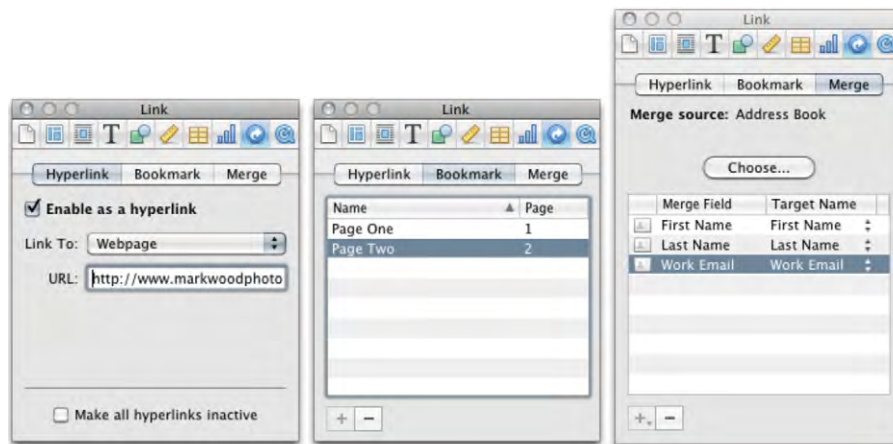 Link
Hyperlink Bookmark Merge
Enable as a hyperlink
Link To: Webpage
URL: http://www.markwoodphoto
Make all hyperlinks inactive
Link
Hyperlink Bookmark Merge
Name Page
Page One 1
Page Two 2
Link
Hyperlink Bookmark Merge
Merge source: Address Book
Choose...
Merge Field Target Name
First Name First Name
Last Name Last Name
Work Email Work Email